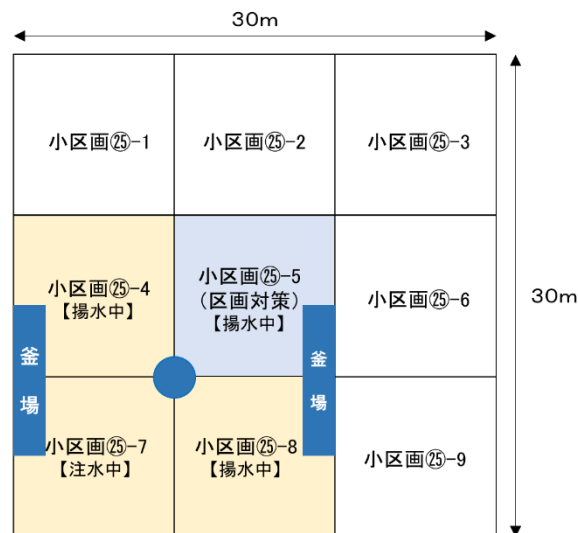 30m
小区画㉕-1
小区画㉕-2
小区画㉕-3
小区画㉕-4
【揚水中】
小区画㉕-5
（区画対策）
【揚水中】
小区画㉕-6
30m
釜
場
釜
場
小区画㉕-7
【注水中】
小区画㉕-8
【揚水中】
小区画㉕-9